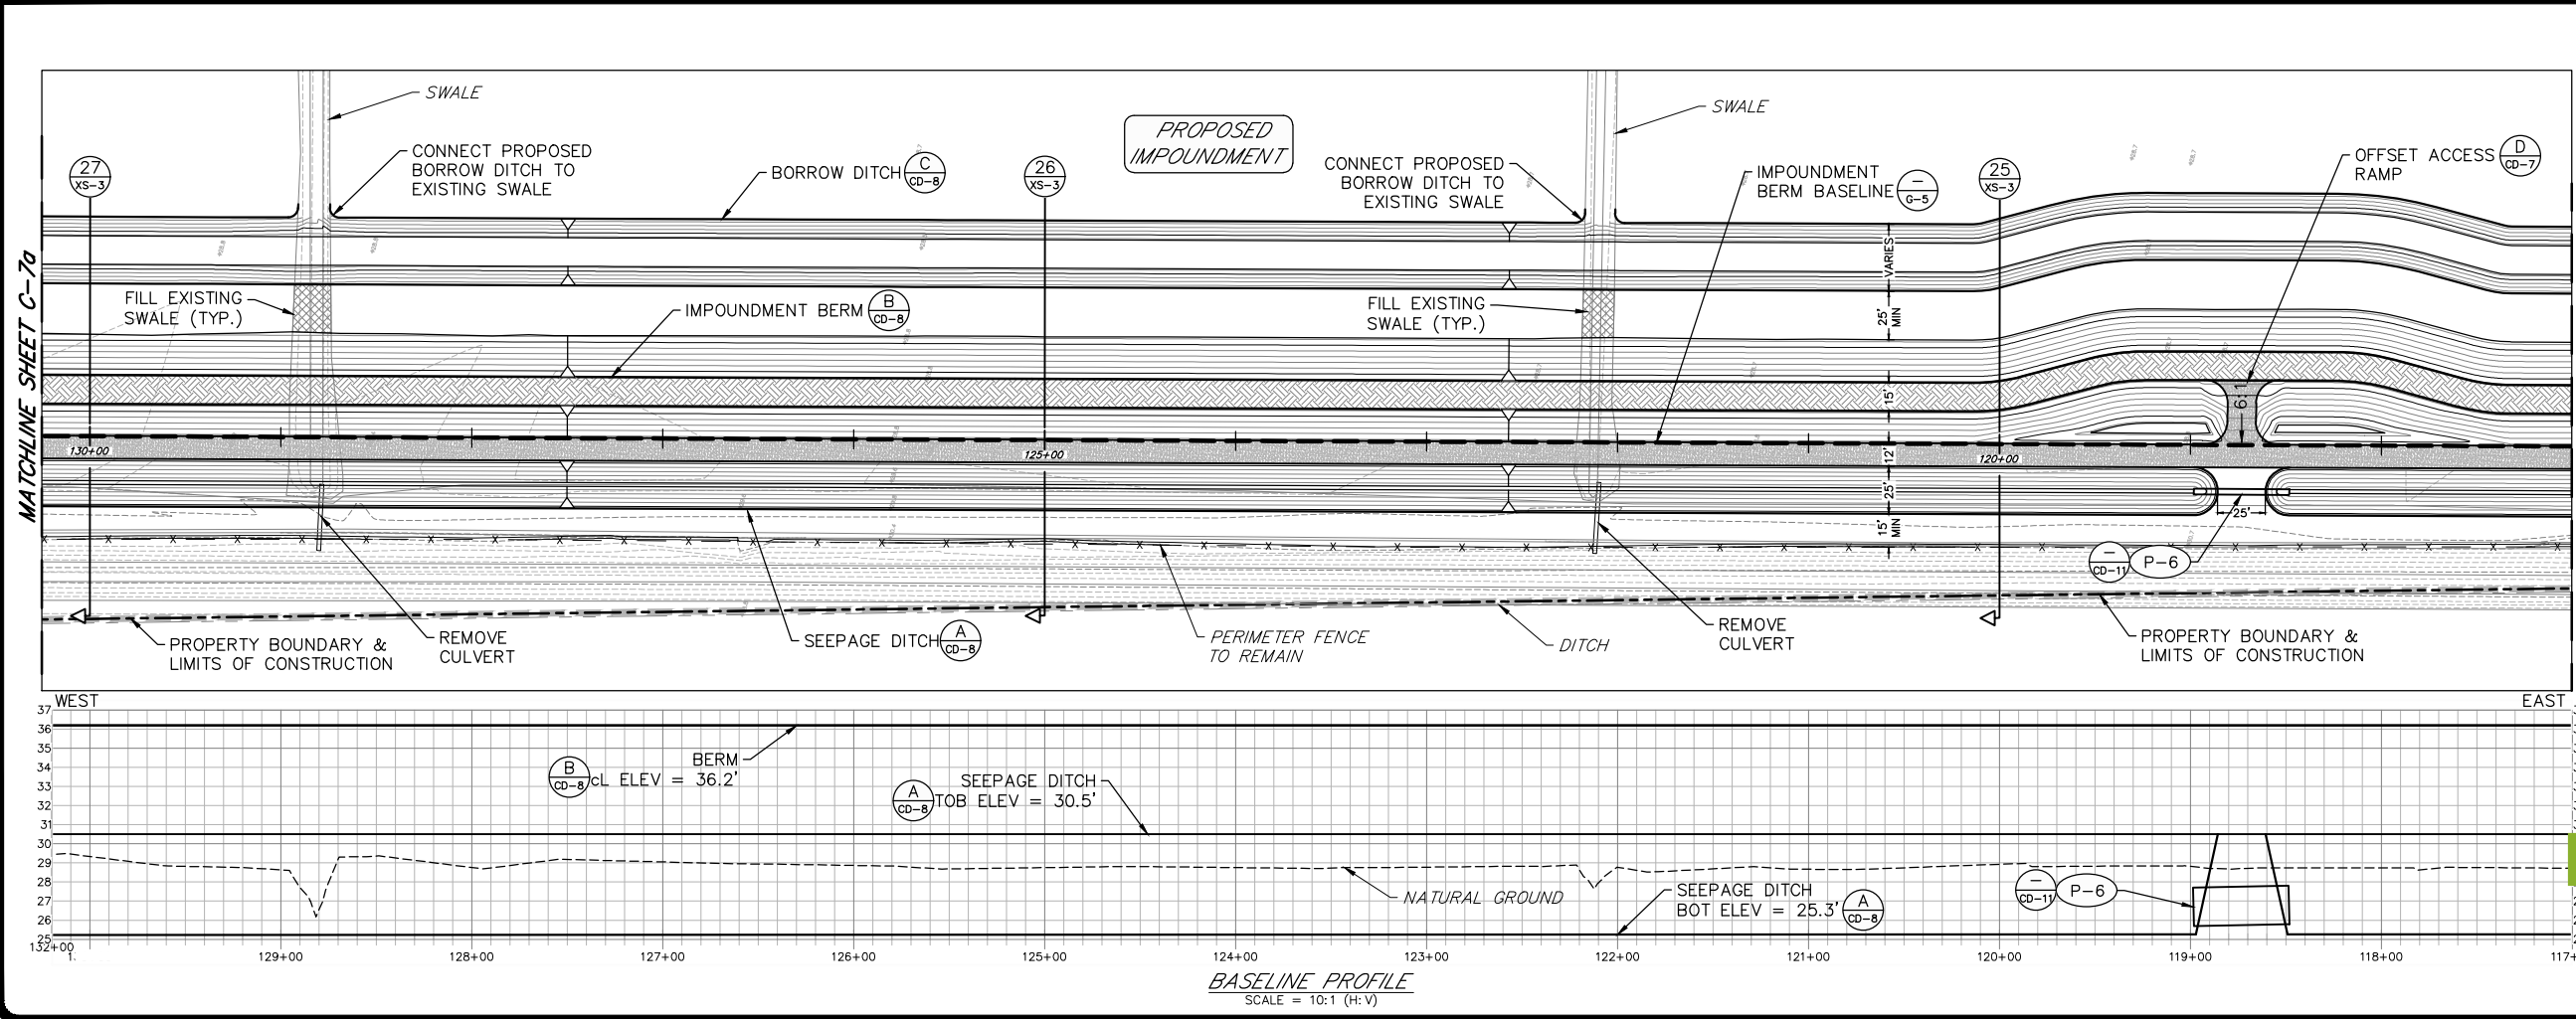 SWALE
CONNECT PROPOSED
BORROW DITCH TO
EXISTING SWALE
27
XS-3
BORROW DITCH
C
CD-8
26
XS-3
PROPOSED
IMPOUNDMENT
SWALE
CONNECT PROPOSED
BORROW DITCH TO
EXISTING SWALE
IMPOUNDMENT
BERM BASELINE
–
G-5
25
XS-3
OFFSET ACCESS
RAMP
D
CD-7
MATCHLINE SHEET C-7a
FILL EXISTING
SWALE (TYP.)
IMPOUNDMENT BERM
B
CD-8
FILL EXISTING
SWALE (TYP.)
VARIES
25'
MIN
15'
12'
25'
15'
MIN
6:1
130+00
125+00
120+00
25'
–
CD-11
P-6
PROPERTY BOUNDARY &
LIMITS OF CONSTRUCTION
REMOVE
CULVERT
SEEPAGE DITCH
A
CD-8
PERIMETER FENCE
TO REMAIN
DITCH
REMOVE
CULVERT
PROPERTY BOUNDARY &
LIMITS OF CONSTRUCTION
WEST
EAST
37
36
35
34
33
32
31
30
29
28
27
26
25
BERM
cL ELEV = 36.2'
B
CD-8
SEEPAGE DITCH
TOB ELEV = 30.5'
A
CD-8
NATURAL GROUND
SEEPAGE DITCH
BOT ELEV = 25.3'
A
CD-8
–
CD-11
P-6
132+00
129+00
128+00
127+00
126+00
125+00
124+00
123+00
122+00
121+00
120+00
119+00
118+00
117+
BASELINE PROFILE
SCALE = 10:1 (H:V)